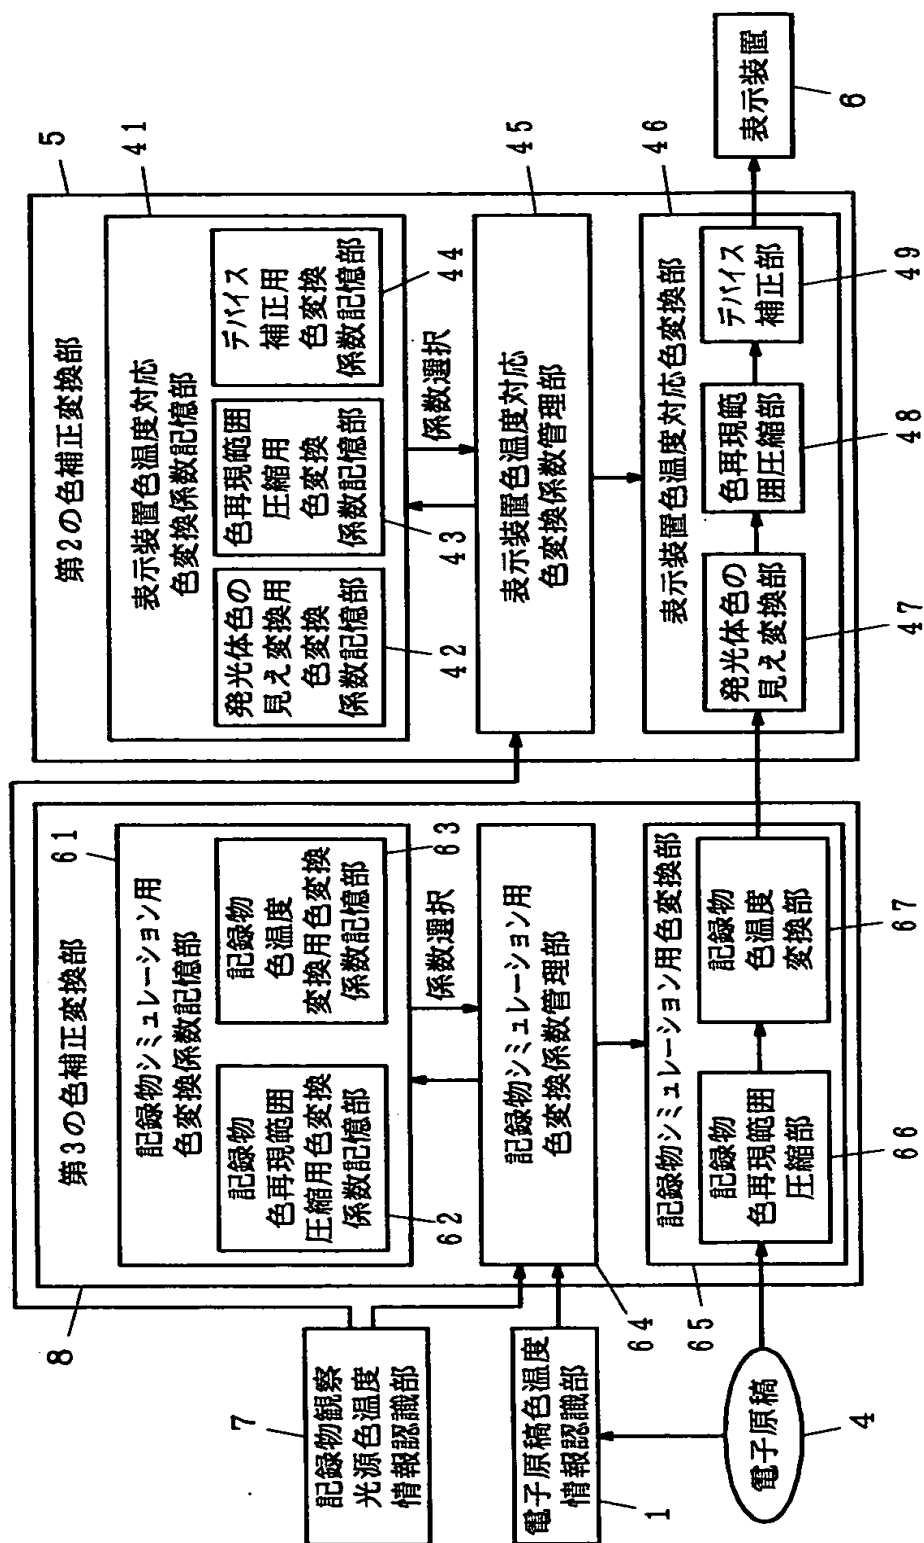 7
記録物観察
光源色温度
情報認識部
電子原稿色温度
情報認識部
1
電子原稿
4
8
第3の色補正変換部
61
記録物シミュレーション用
色変換係数記憶部
記録物
色再現範囲
圧縮用色変換
係数記憶部
62
記録物
色温度
変換用色変換
係数記憶部
63
係数選択
記録物シミュレーション用
色変換係数管理部
64
記録物シミュレーション用色変換部
65
記録物
色再現範囲
圧縮部
66
記録物
色温度
変換部
67
第2の色補正変換部
5
表示装置色温度対応
色変換係数記憶部
41
発光体色の
見え変換用
色変換
係数記憶部
42
色再現範囲
圧縮用
色変換
係数記憶部
43
デバイス
補正用
色変換
係数記憶部
44
係数選択
表示装置色温度対応
色変換係数管理部
45
表示装置色温度対応色変換部
46
発光体色の
見え変換部
47
色再現範
囲圧縮部
48
デバイス
補正部
49
表示装置
6